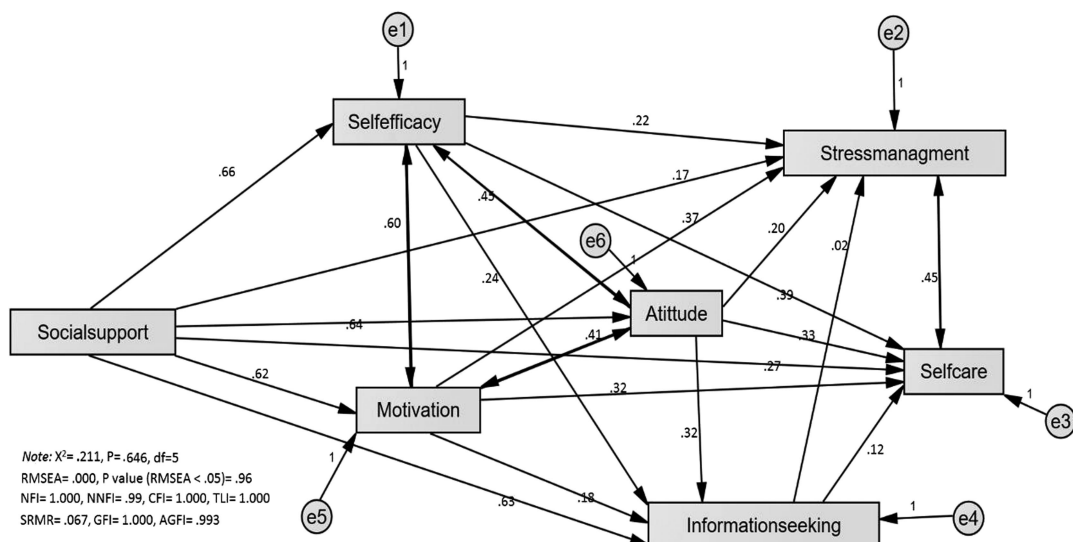 e1
e2
1
1
Selfefficacy
.22
Stressmanagment
.66
.17
.45
.37
.60
.20
e6
.02
1
.24
.45
.39
Atittude
Socialsupport
.64
.41
.33
.27
Selfcare
.62
.32
1
Motivation
e3
.32
.12
Note: X²= .211, P= .646, df=5
1
RMSEA= .000, P value (RMSEA < .05)= .96
NFI= 1.000, NNFI= .99, CFI= 1.000, TLI= 1.000
.63
.18
1
SRMR= .067, GFI= 1.000, AGFI= .993
e5
Informationseeking
e4